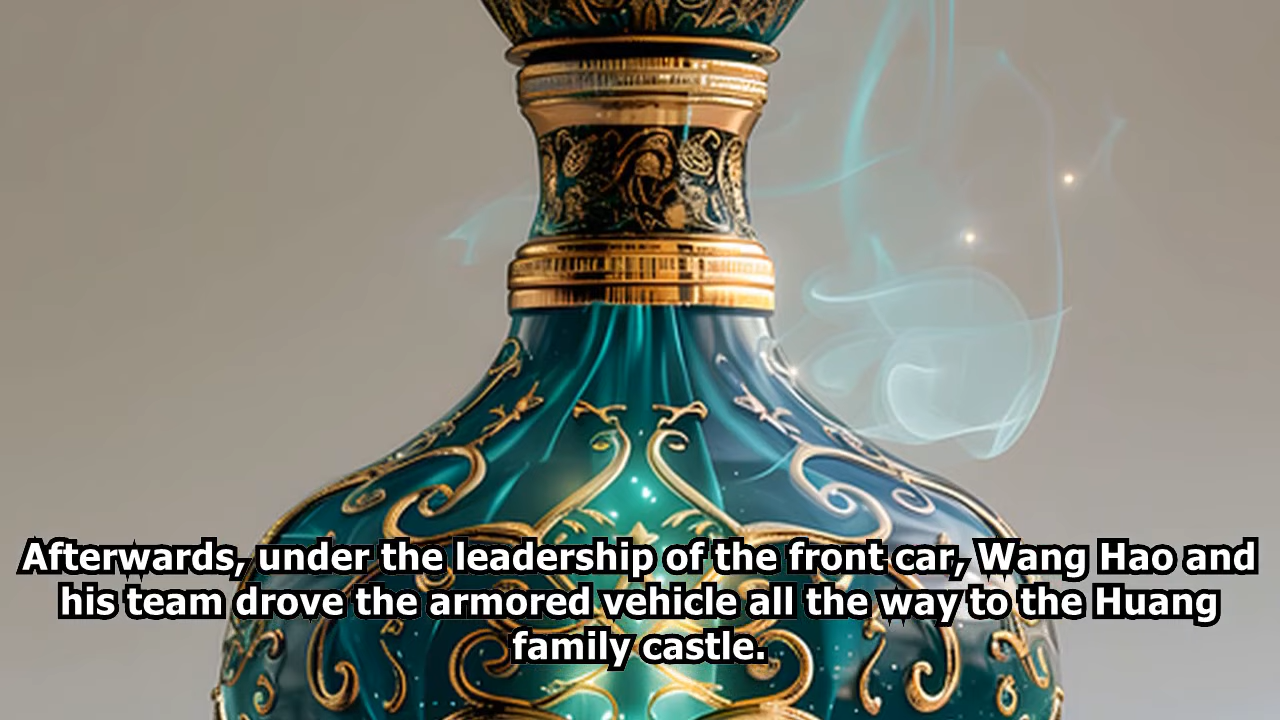 Afterwards, under the leadership of the front car, Wang Hao and
his team drove the armored vehicle all the way to the Huang
family castle.